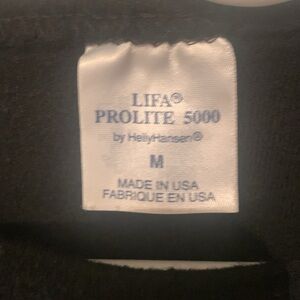 LIFA®
PROLITE 5000
by HellyHansen®
M
MADE IN USA
FABRIQUE EN USA